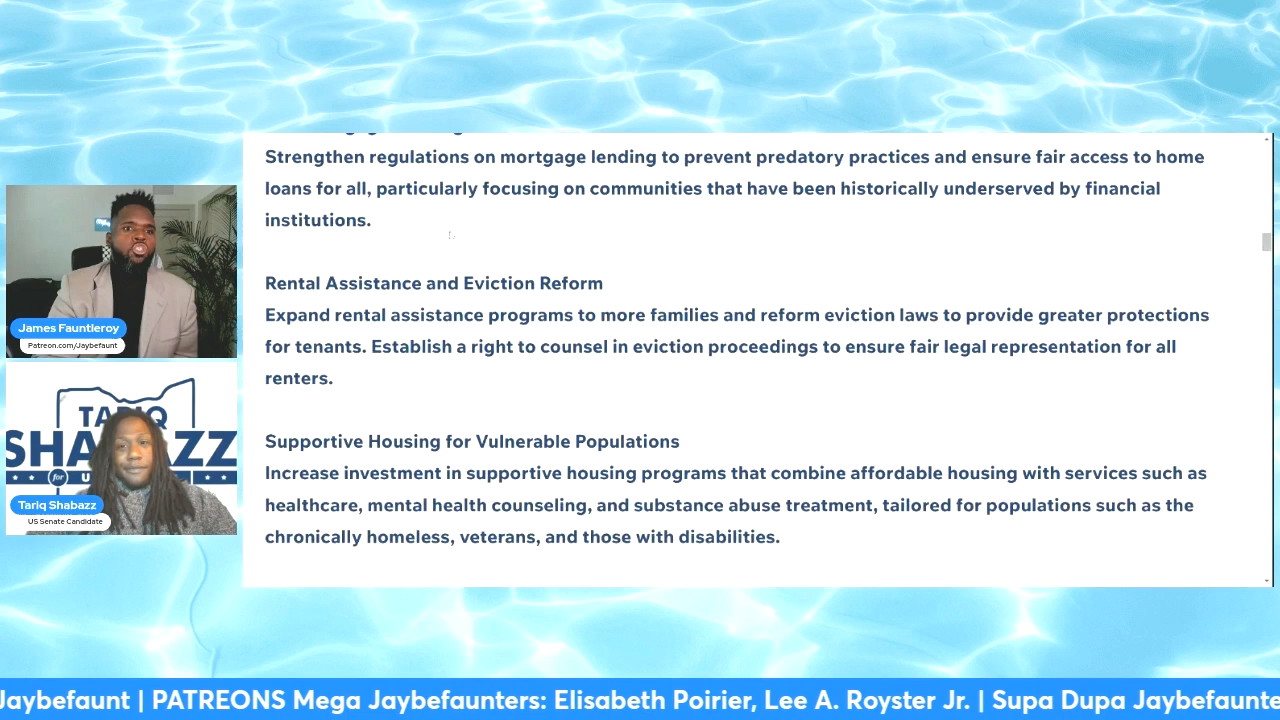 Strengthen regulations on mortgage lending to prevent predatory practices and ensure fair access to home
loans for all, particularly focusing on communities that have been historically underserved by financial
institutions.
Rental Assistance and Eviction Reform
Expand rental assistance programs to more families and reform eviction laws to provide greater protections
for tenants. Establish a right to counsel in eviction proceedings to ensure fair legal representation for all
renters.
Supportive Housing for Vulnerable Populations
Increase investment in supportive housing programs that combine affordable housing with services such as
healthcare, mental health counseling, and substance abuse treatment, tailored for populations such as the
chronically homeless, veterans, and those with disabilities.
James Fauntleroy
Patreon.com/Jaybefaunt
TARIQ
SHABAZZ
for
Tariq Shabazz
US Senate Candidate
Jaybefaunt | PATREONS Mega Jaybefaunters: Elisabeth Poirier, Lee A. Royster Jr. | Supa Dupa Jaybefaunte